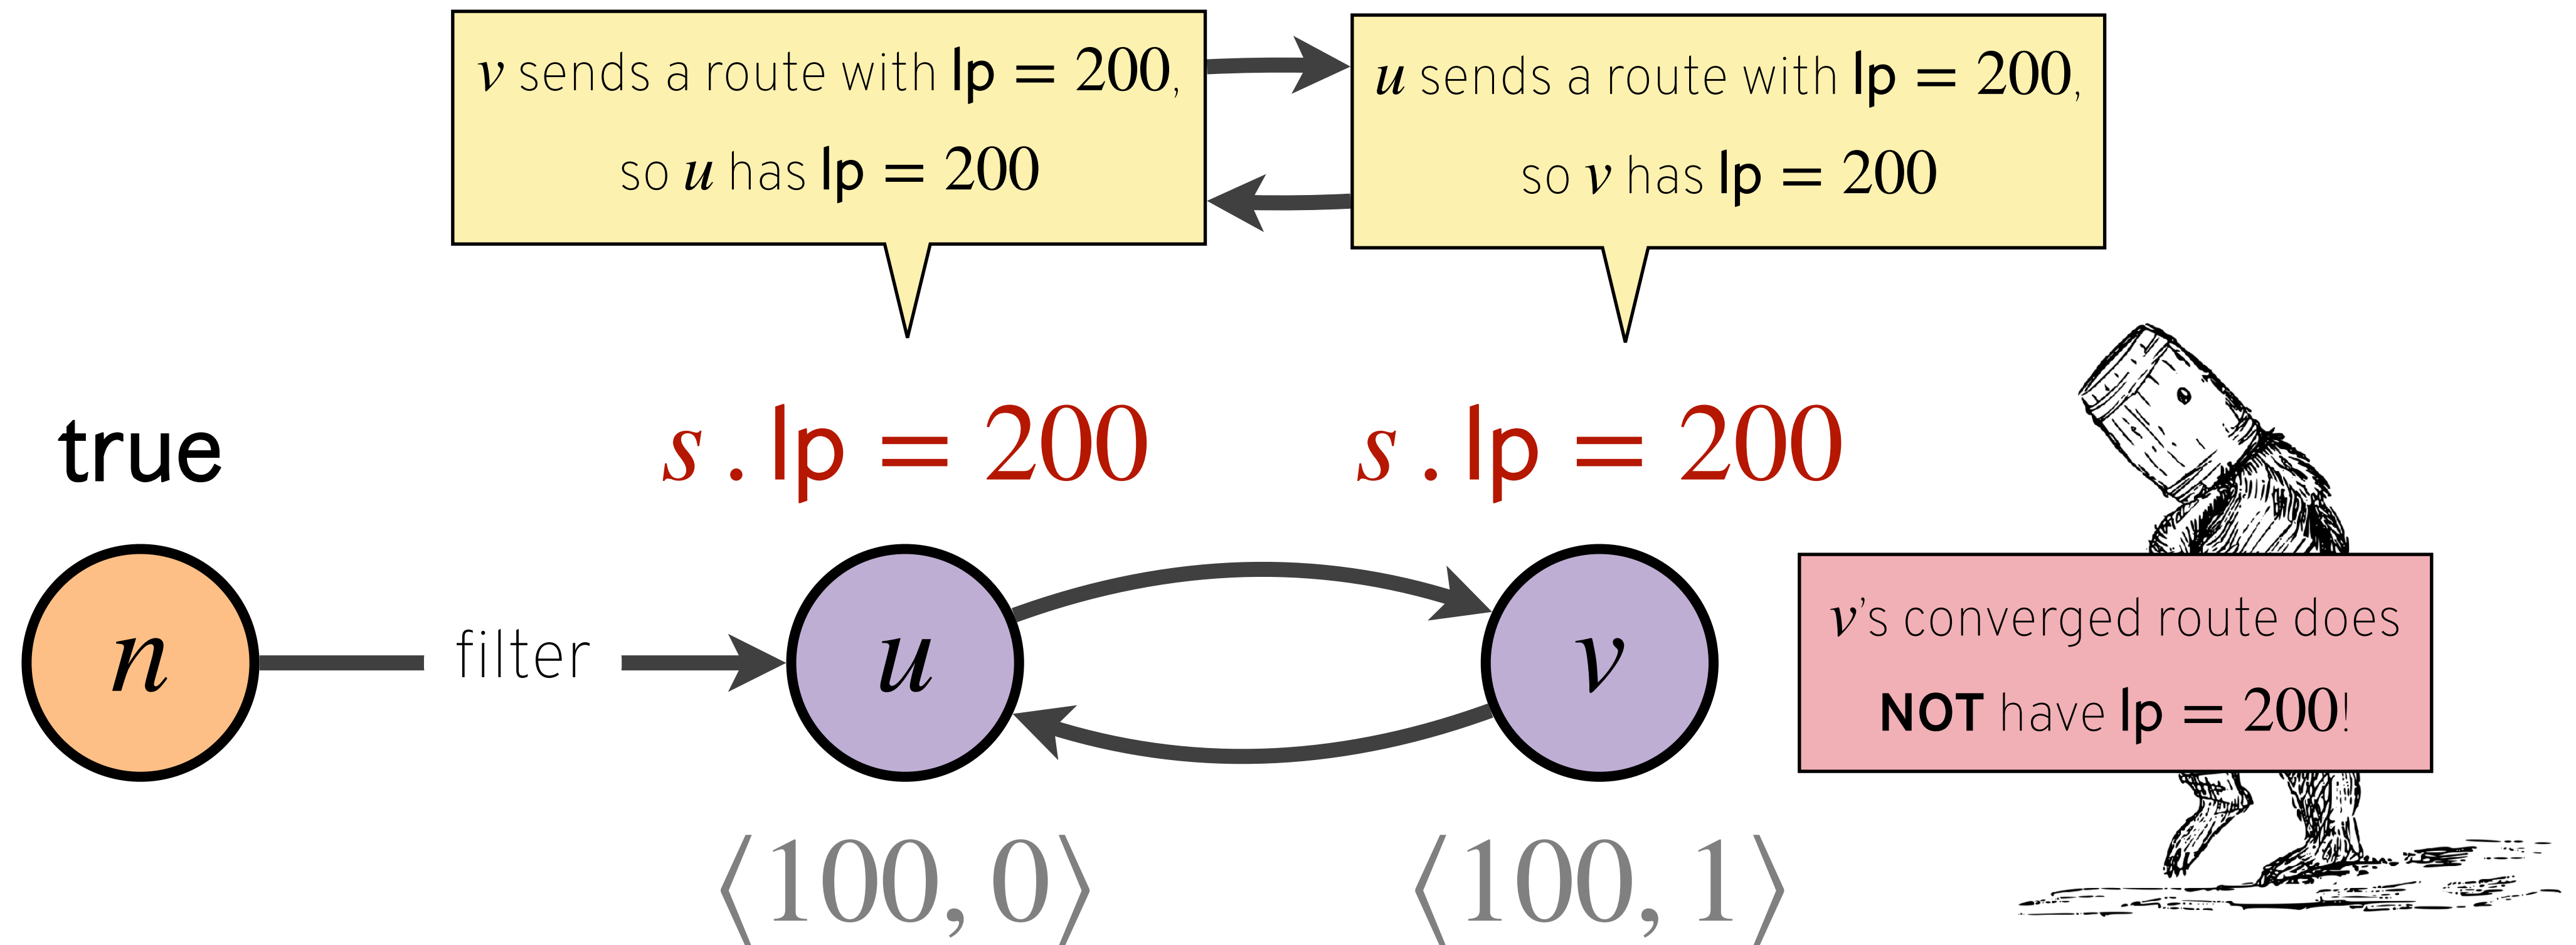 v sends a route with lp = 200,
so u has lp = 200
u sends a route with lp = 200,
so v has lp = 200
true
s . lp = 200
s . lp = 200
n
filter
u
v
v's converged route does
NOT have lp = 200!
⟨100, 0⟩
⟨100, 1⟩